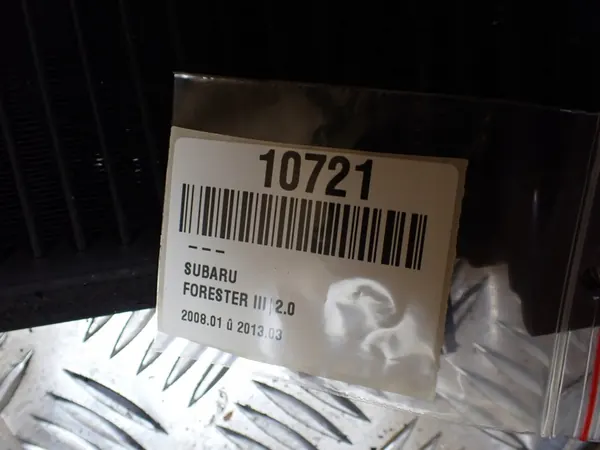 10721
---
SUBARU
FORESTER III 2.0
2008.01 û 2013.03